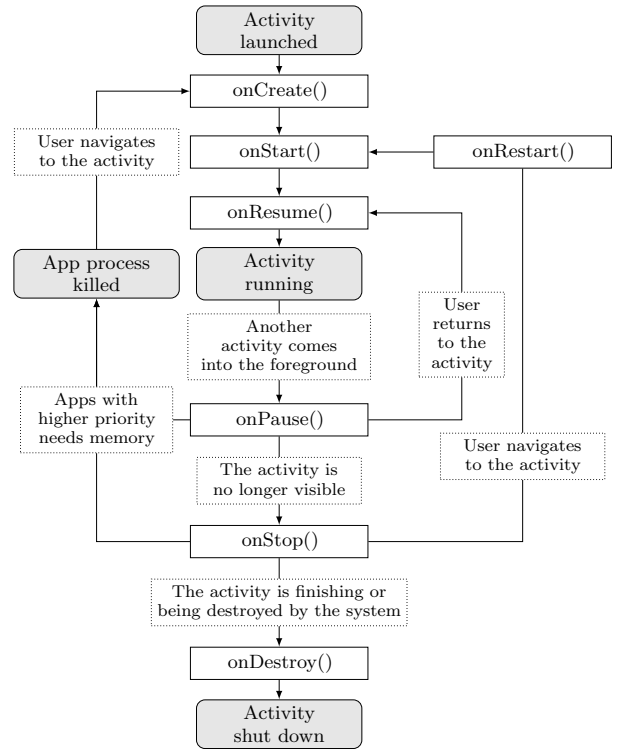 Activity
launched
onCreate()
User navigates
to the activity
onStart()
onRestart()
onResume()
App process
killed
Activity
running
Another
activity comes
into the foreground
User
returns
to the
activity
Apps with
higher priority
needs memory
onPause()
User navigates
to the activity
The activity is
no longer visible
onStop()
The activity is finishing or
being destroyed by the system
onDestroy()
Activity
shut down